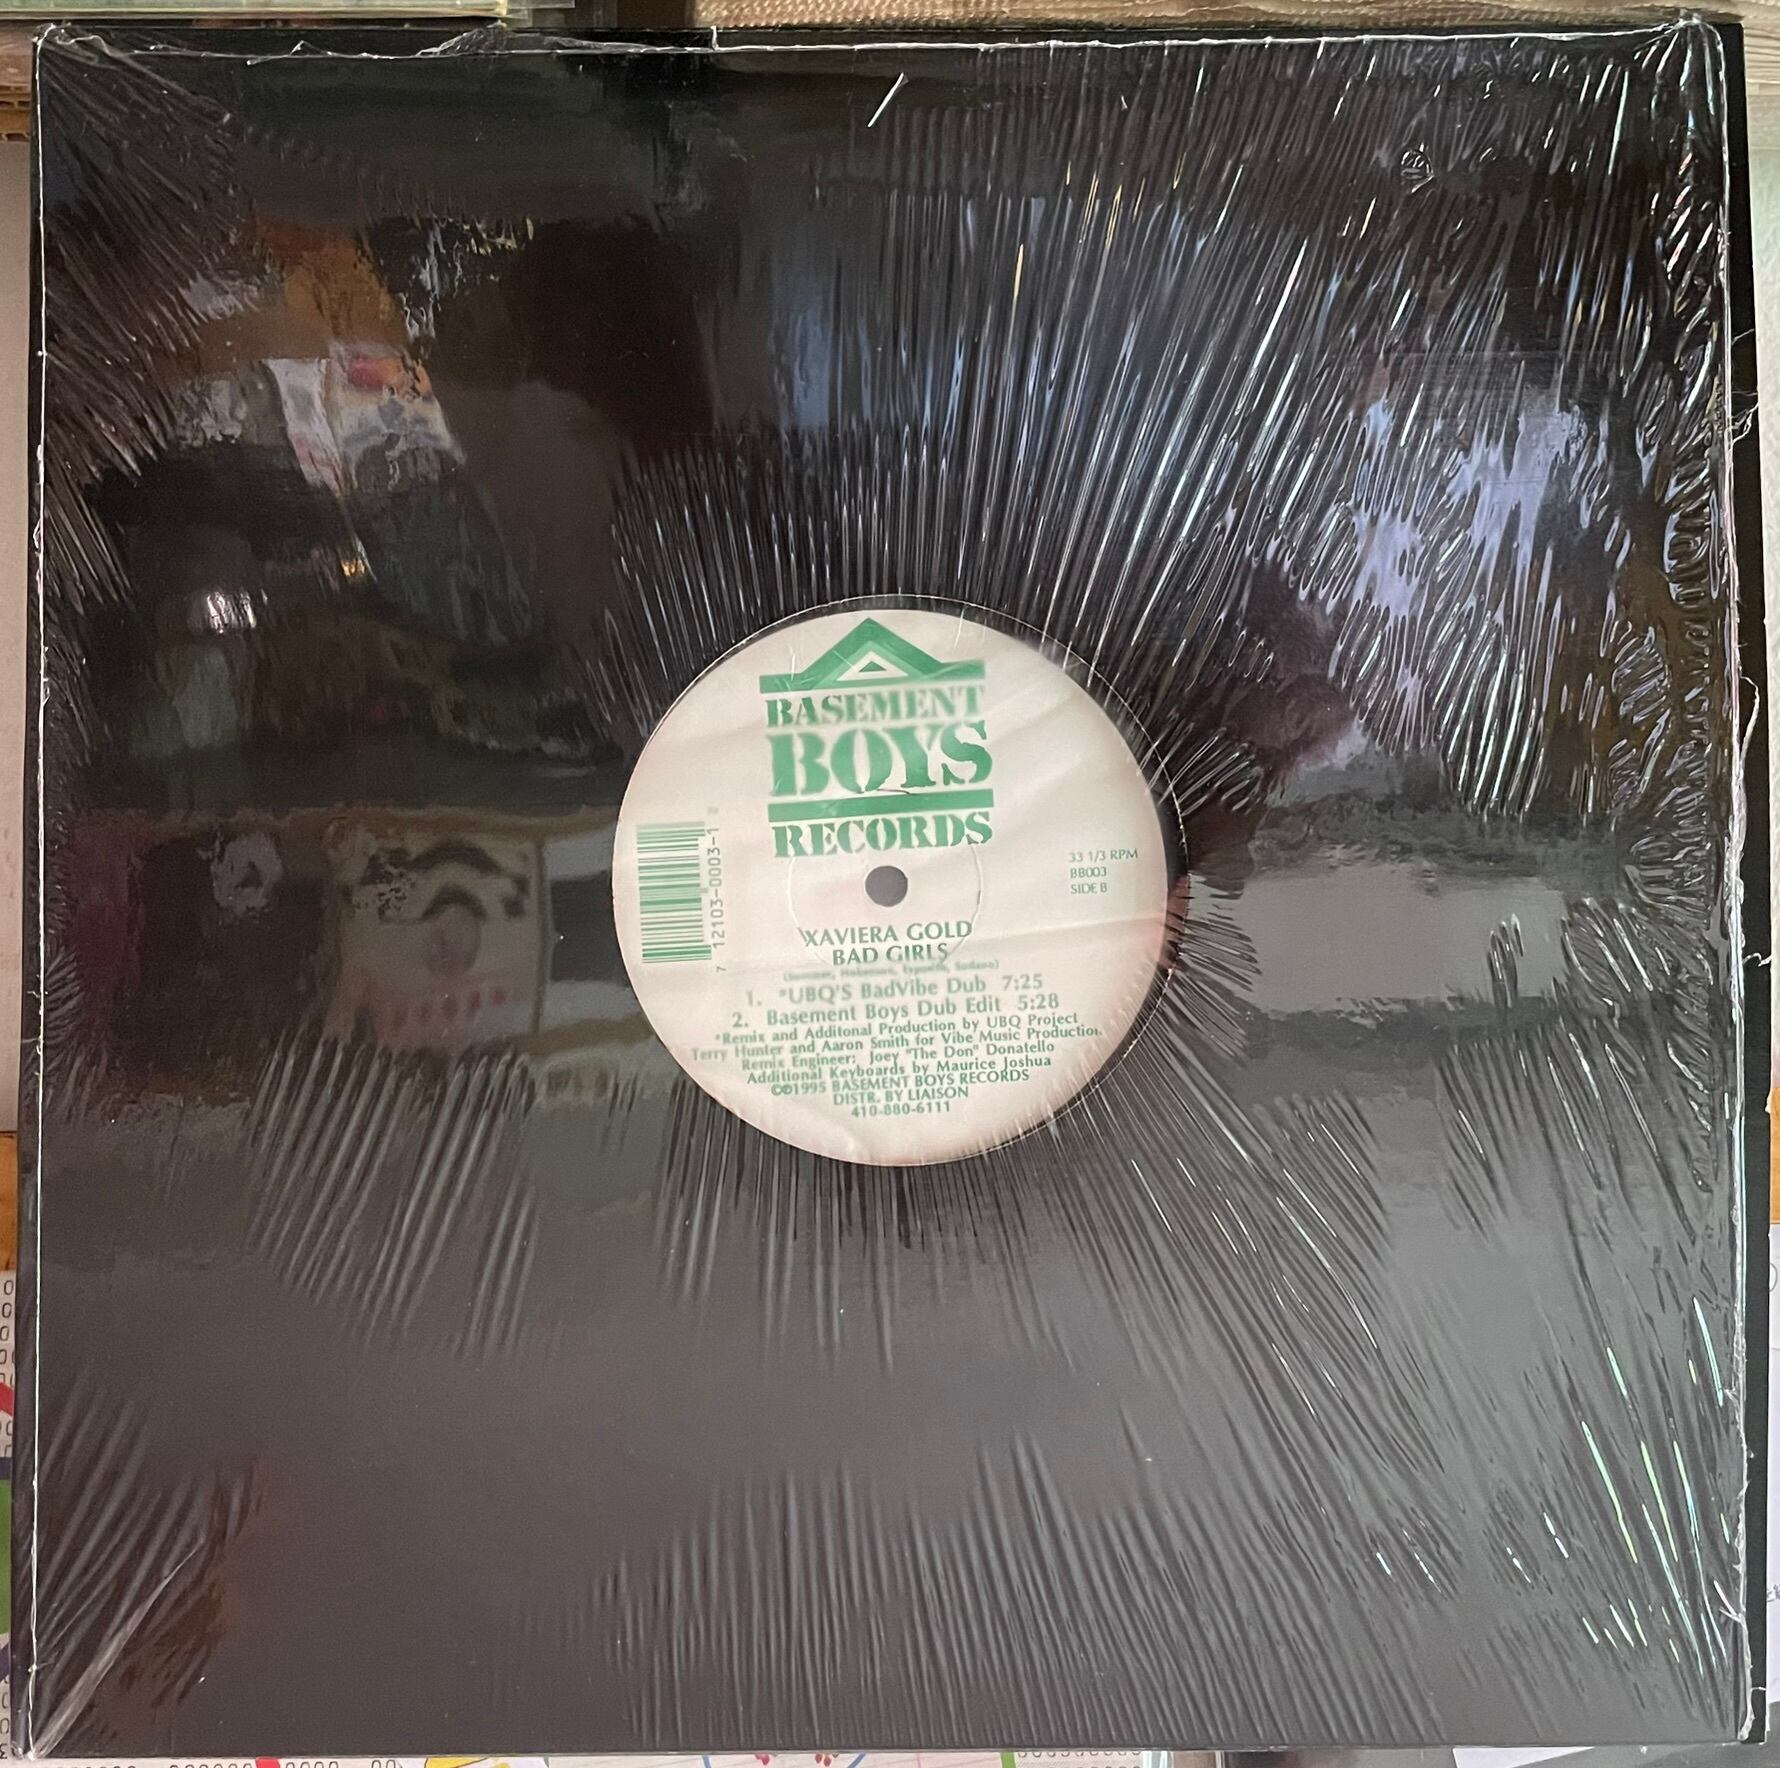 BASEMENT
BOYS
RECORDS
7 12103-0003-1 2
33 1/3 RPM
BB003
SIDE B
XAVIERA GOLD
BAD GIRLS
1. *UBQ'S BadVibe Dub 7:25
2. Basement Boys Dub Edit 5:28
*Remix and Additonal Production by UBQ Project
Terry Hunter and Aaron Smith for Vibe Music Production.
Remix Engineer: Joey "The Don" Donatello
Additional Keyboards by Maurice Joshua
©℗1995 BASEMENT BOYS RECORDS
DISTR. BY LIAISON
410-880-6111